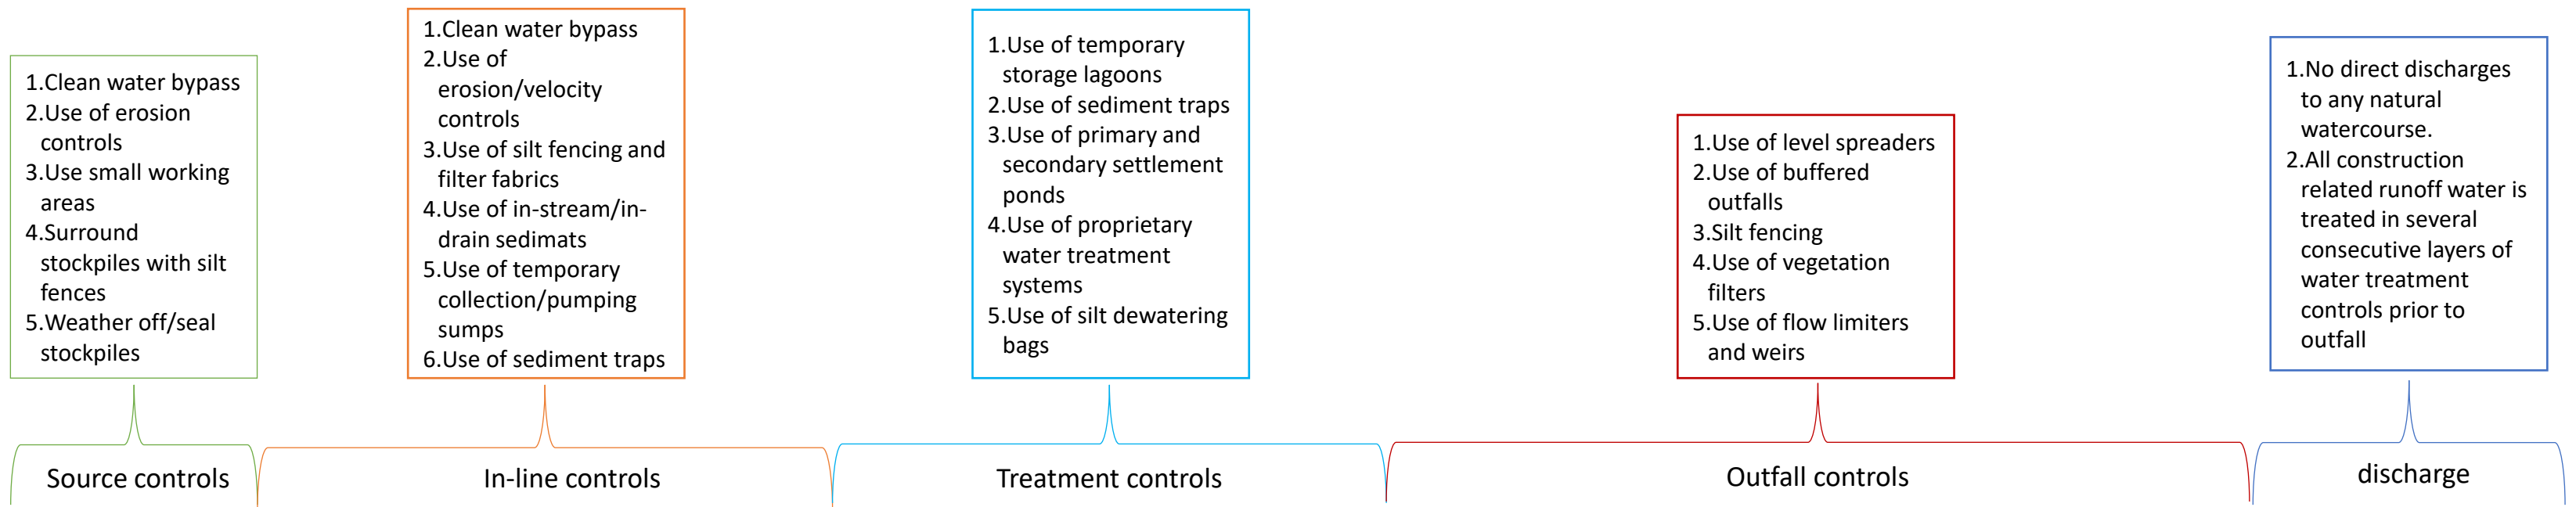 1.Clean water bypass
2.Use of erosion
controls
3.Use small working
areas
4.Surround
stockpiles with silt
fences
5.Weather off/seal
stockpiles
Source controls
1.Clean water bypass
2.Use of
erosion/velocity
controls
3.Use of silt fencing and
filter fabrics
4.Use of in-stream/in-
drain sedimats
5.Use of temporary
collection/pumping
sumps
6.Use of sediment traps
In-line controls
1.Use of temporary
storage lagoons
2.Use of sediment traps
3.Use of primary and
secondary settlement
ponds
4.Use of proprietary
water treatment
systems
5.Use of silt dewatering
bags
Treatment controls
1.Use of level spreaders
2.Use of buffered
outfalls
3.Silt fencing
4.Use of vegetation
filters
5.Use of flow limiters
and weirs
Outfall controls
1.No direct discharges
to any natural
watercourse.
2.All construction
related runoff water is
treated in several
consecutive layers of
water treatment
controls prior to
outfall
discharge